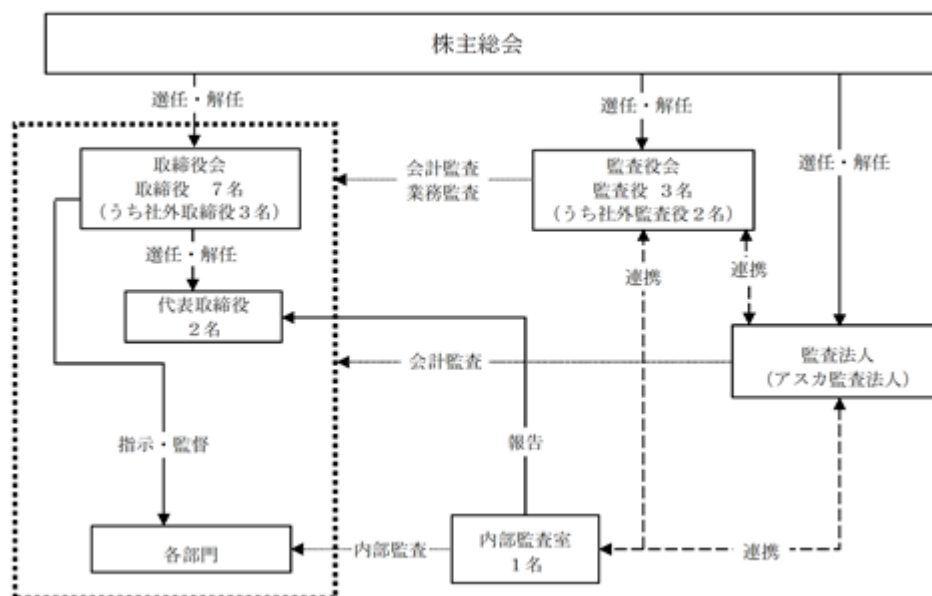 株主総会
選任・解任
選任・解任
選任・解任
取締役会
取締役　7名
（うち社外取締役3名）
会計監査
業務監査
監査役会
監査役 3名
（うち社外監査役2名）
選任・解任
連携
連携
代表取締役
2名
会計監査
監査法人
（アスカ監査法人）
指示・監督
報告
各部門
内部監査
内部監査室
1名
連携